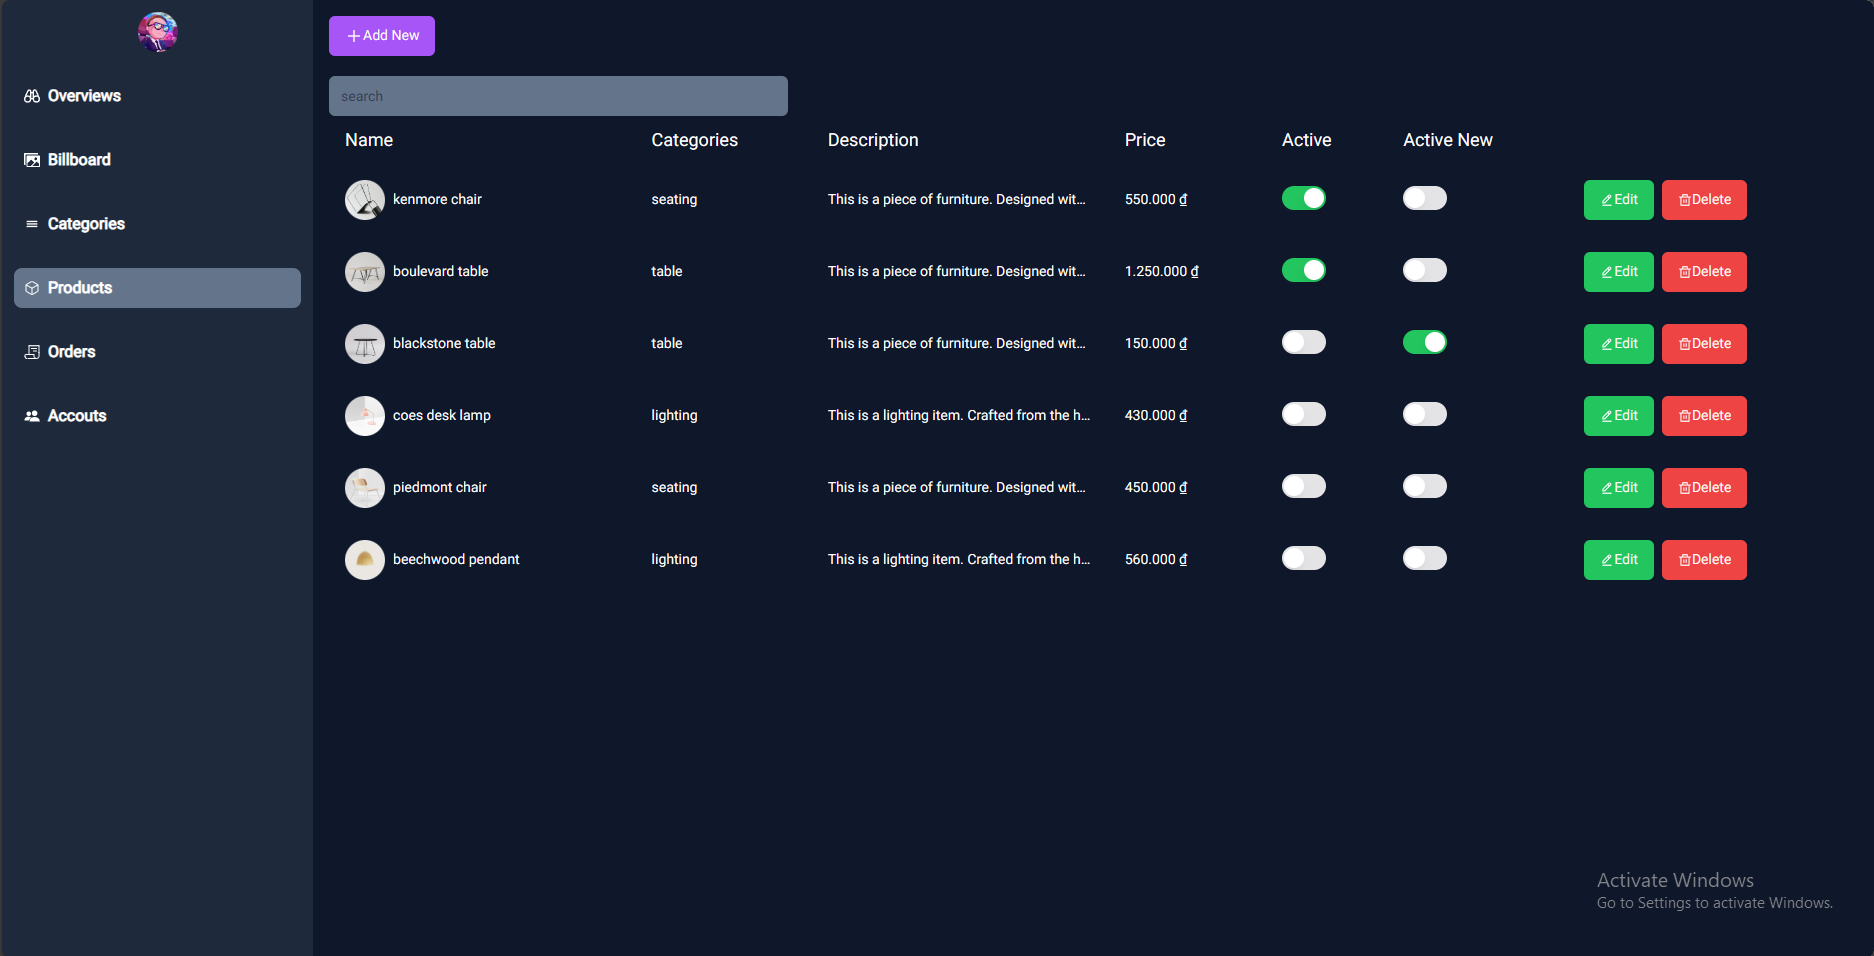 Add New
search
Overviews
Billboard
Categories
Products
Orders
Accouts
Name Categories Description Price Active Active New
kenmore chair seating This is a piece of furniture. Designed wit... 550.000 ₫ Edit Delete
boulevard table table This is a piece of furniture. Designed wit... 1.250.000 ₫ Edit Delete
blackstone table table This is a piece of furniture. Designed wit... 150.000 ₫ Edit Delete
coes desk lamp lighting This is a lighting item. Crafted from the h... 430.000 ₫ Edit Delete
piedmont chair seating This is a piece of furniture. Designed wit... 450.000 ₫ Edit Delete
beechwood pendant lighting This is a lighting item. Crafted from the h... 560.000 ₫ Edit Delete
Activate Windows
Go to Settings to activate Windows.